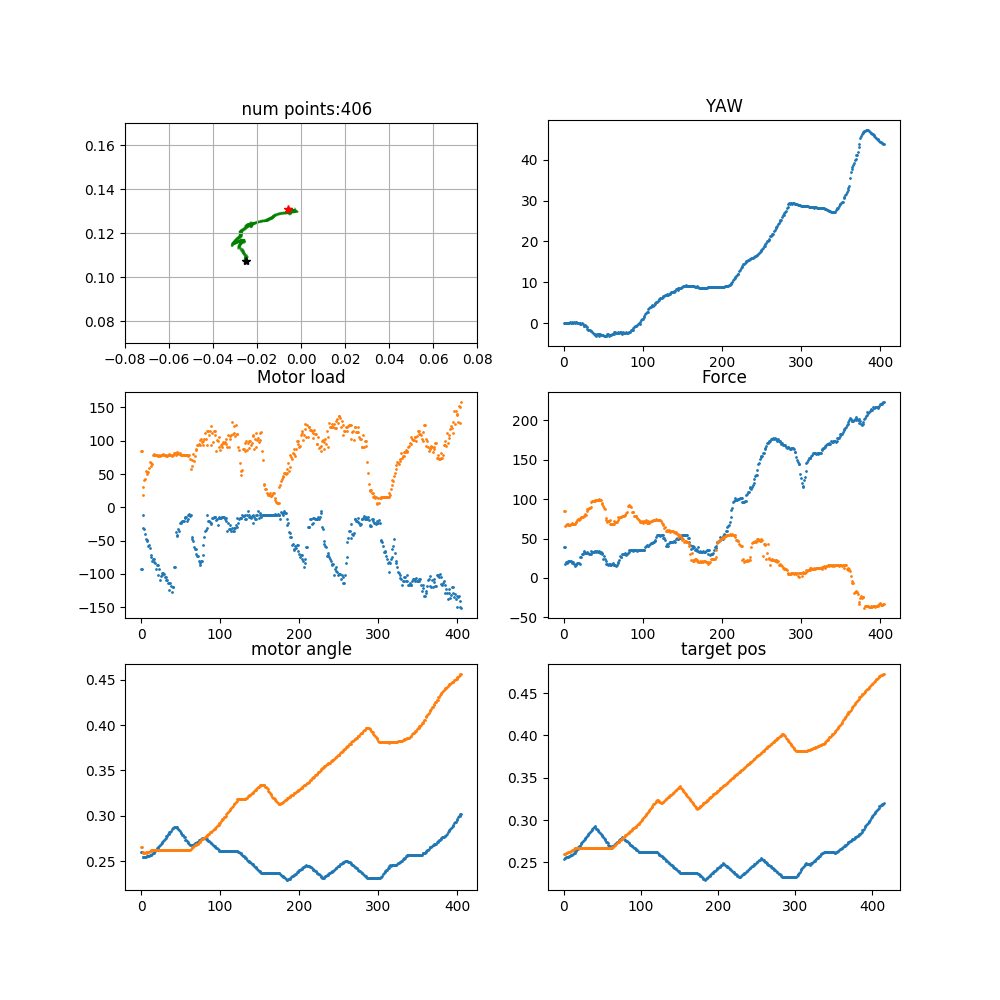 num points:406
YAW
0.16
0.14
0.12
0.10
0.08
−0.08 −0.06 −0.04 −0.02 0.00 0.02 0.04 0.06 0.08
40
30
20
10
0
0 100 200 300 400
Motor load
Force
150
100
50
0
−50
−100
−150
0 100 200 300 400
200
150
100
50
0
−50
0 100 200 300 400
motor angle
target pos
0.45
0.40
0.35
0.30
0.25
0 100 200 300 400
0.45
0.40
0.35
0.30
0.25
0 100 200 300 400